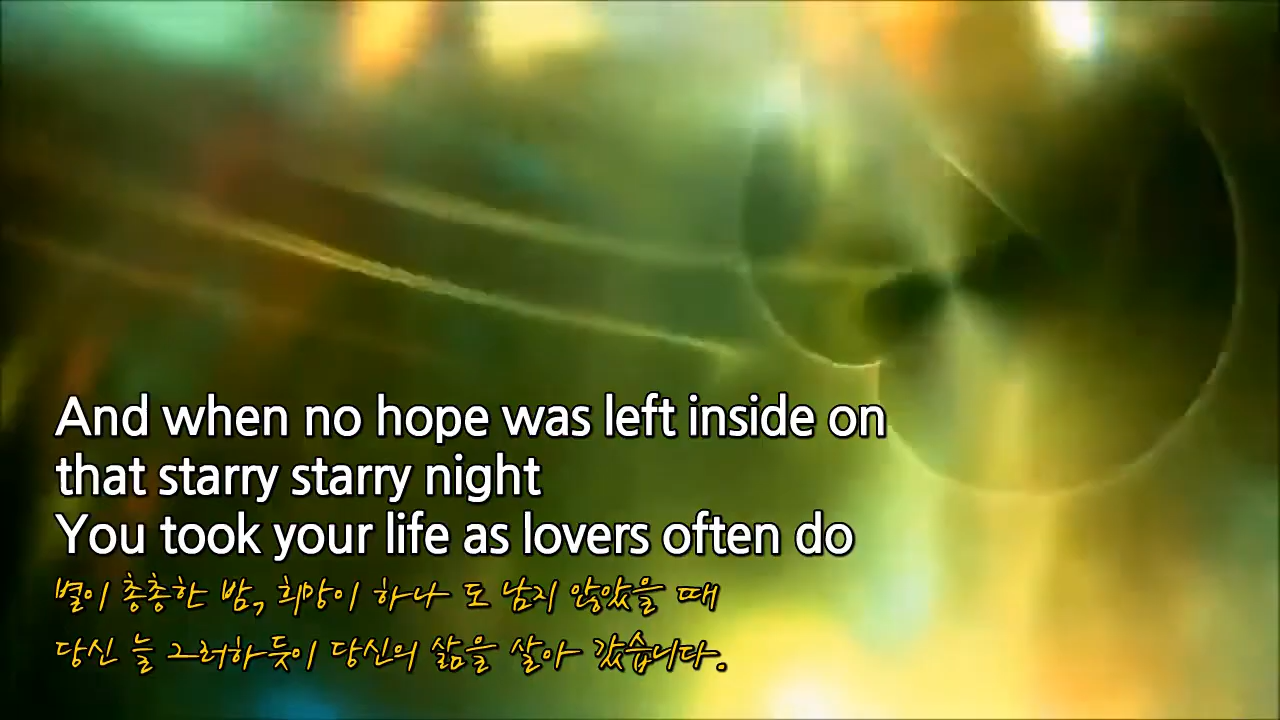 And when no hope was left inside on
that starry starry night
You took your life as lovers often do
별이 총총한 밤, 희망이 하나 도 남지 않았을 때
당신 늘 그러하듯이 당신의 삶을 살아 갔습니다.